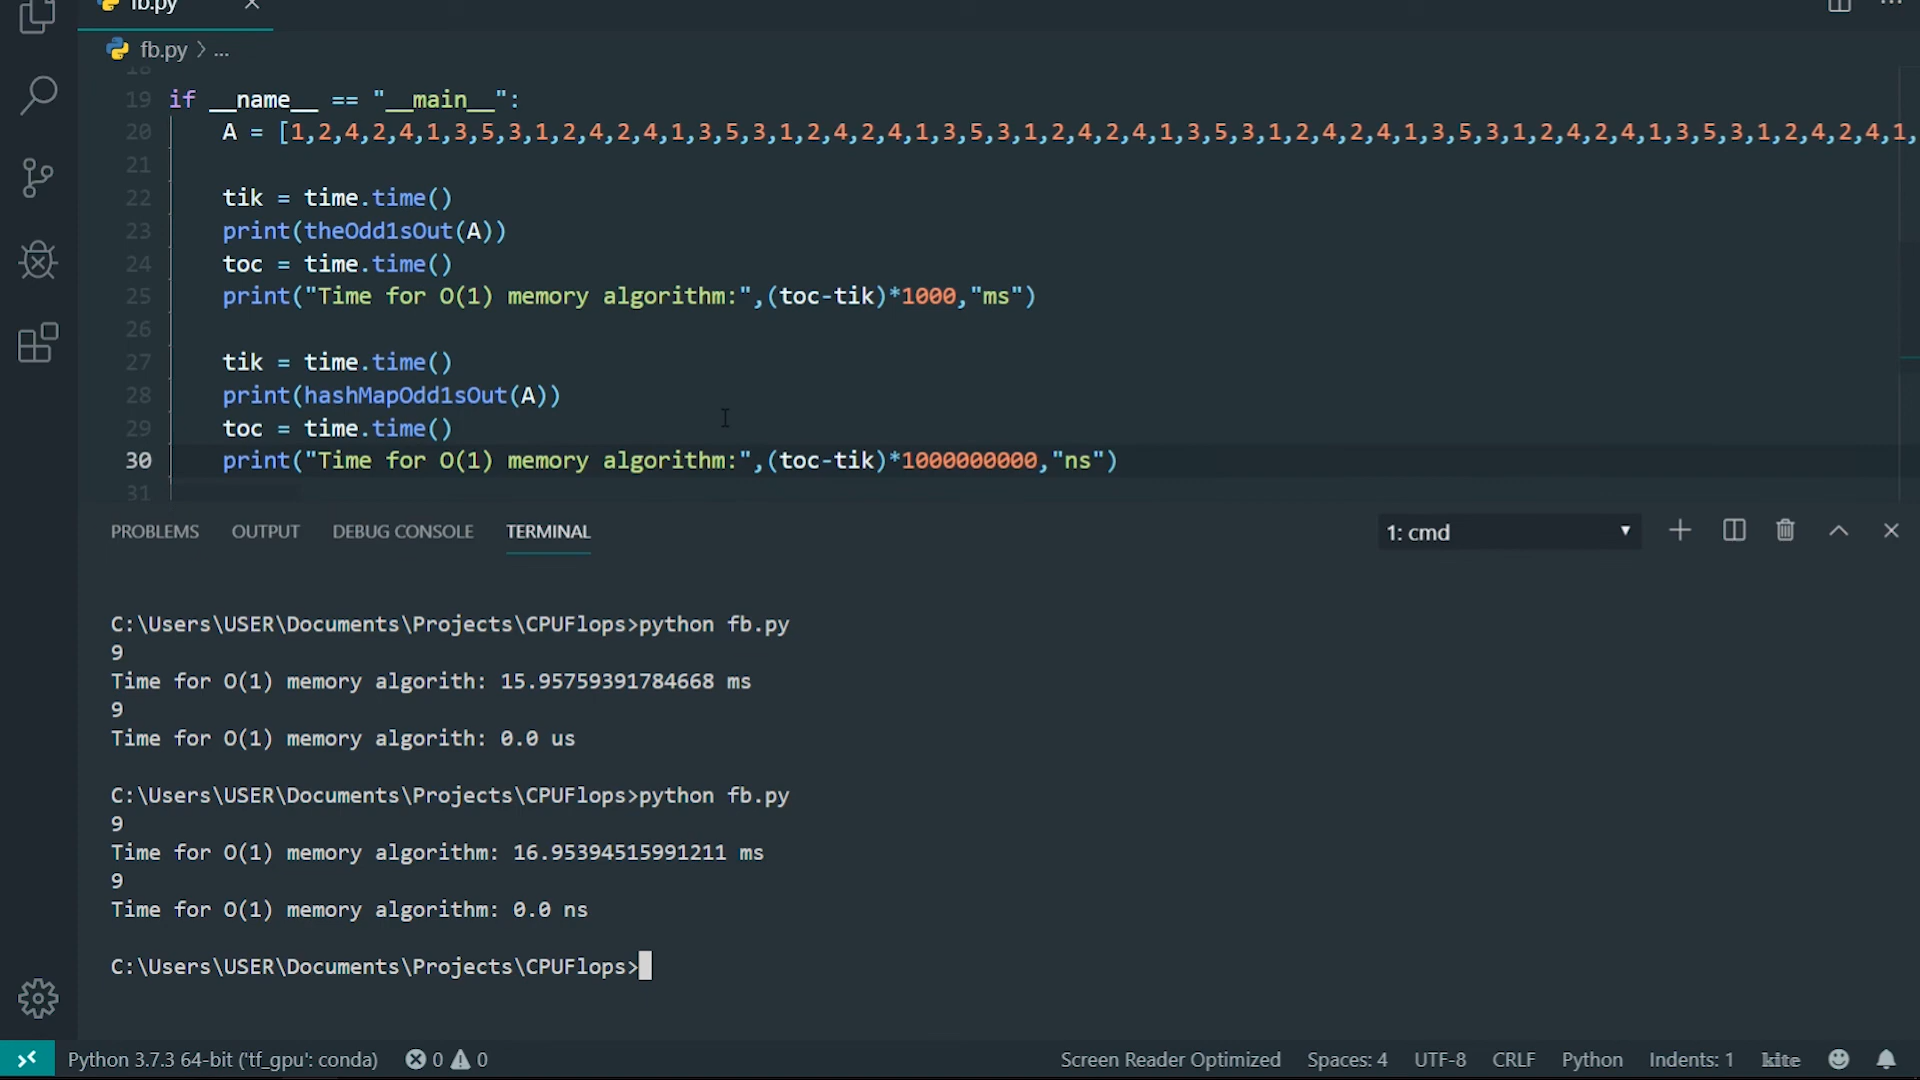 fb.py
fb.py > ...
18
19 if __name__ == "__main__":
20 A = [1,2,4,2,4,1,3,5,3,1,2,4,2,4,1,3,5,3,1,2,4,2,4,1,3,5,3,1,2,4,2,4,1,3,5,3,1,2,4,2,4,1,3,5,3,1,2,4,2,4,1,3,5,3,1,2,4,2,4,1,
21
22 tik = time.time()
23 print(theOdd1sOut(A))
24 toc = time.time()
25 print("Time for O(1) memory algorithm:",(toc-tik)*1000,"ms")
26
27 tik = time.time()
28 print(hashMapOdd1sOut(A))
29 toc = time.time()
30 print("Time for O(1) memory algorithm:",(toc-tik)*1000000000,"ns")
31
PROBLEMS OUTPUT DEBUG CONSOLE TERMINAL 1: cmd
C:\Users\USER\Documents\Projects\CPUFlops>python fb.py
9
Time for O(1) memory algorith: 15.95759391784668 ms
9
Time for O(1) memory algorith: 0.0 us
C:\Users\USER\Documents\Projects\CPUFlops>python fb.py
9
Time for O(1) memory algorithm: 16.95394515991211 ms
9
Time for O(1) memory algorithm: 0.0 ns
C:\Users\USER\Documents\Projects\CPUFlops>
Python 3.7.3 64-bit ('tf_gpu': conda) 0 0 Screen Reader Optimized Spaces: 4 UTF-8 CRLF Python Indents: 1 kite